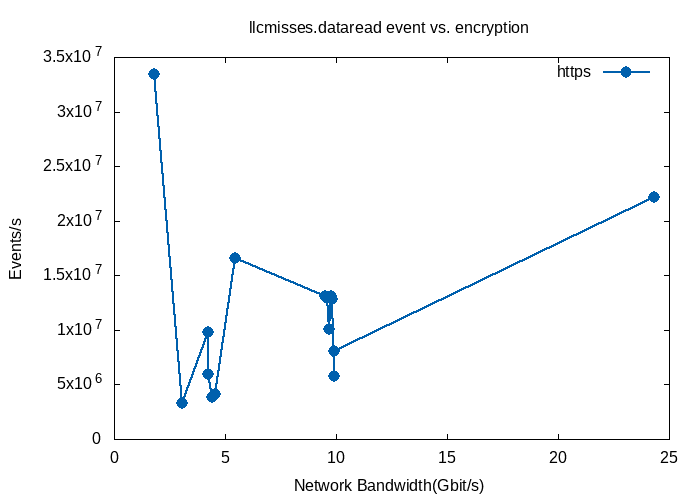 llcmisses.dataread event vs. encryption
3.5x10^7
3x10^7
2.5x10^7
2x10^7
1.5x10^7
1x10^7
5x10^6
0
Events/s
https
0 5 10 15 20 25
Network Bandwidth(Gbit/s)